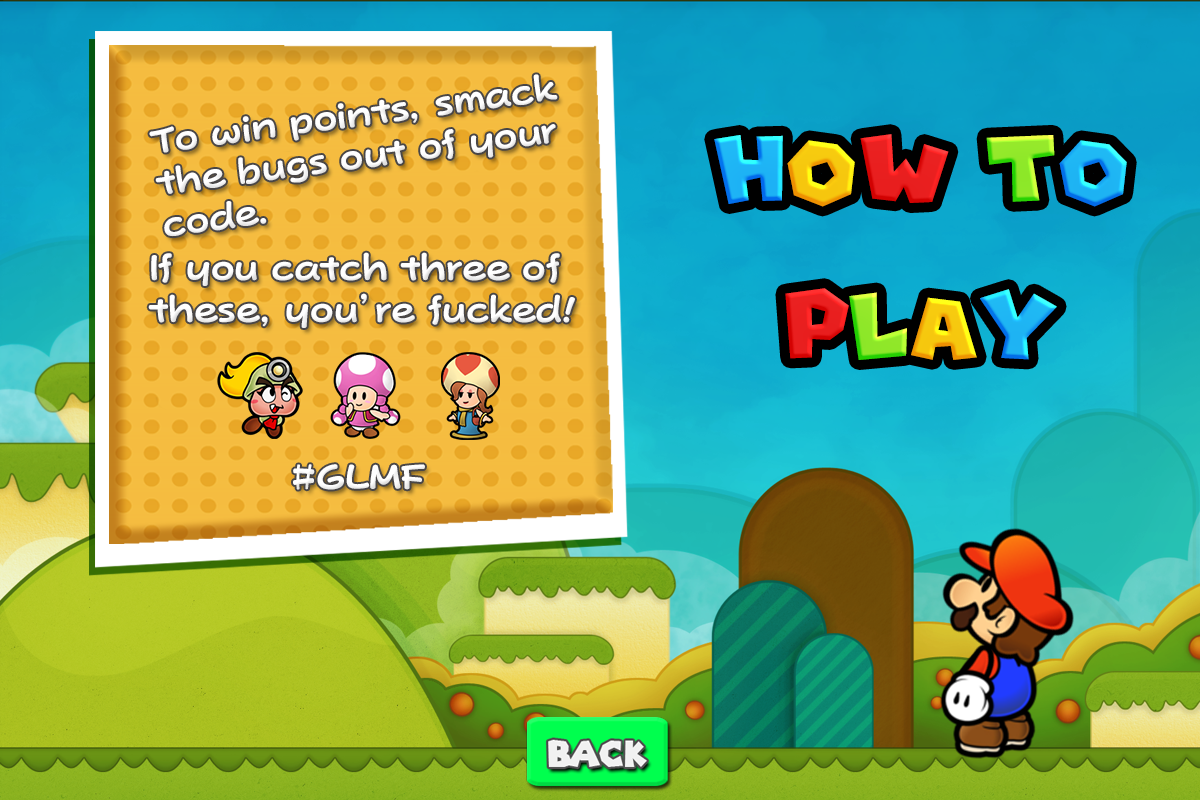 To win points, smack
the bugs out of your
code.
If you catch three of
these, you're fucked!
#GLMF
HOW TO
PLAY
BACK